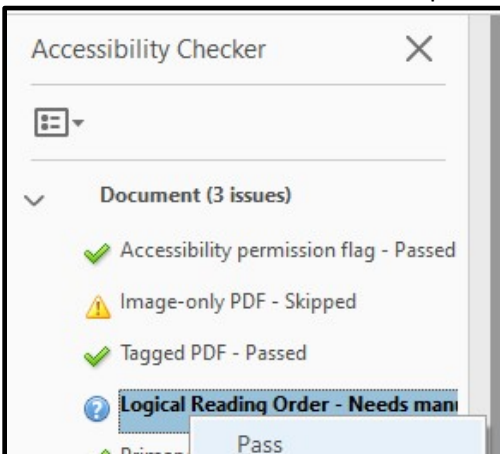 Accessibility Checker
Document (3 issues)
Accessibility permission flag - Passed
Image-only PDF - Skipped
Tagged PDF - Passed
Logical Reading Order - Needs
Pass